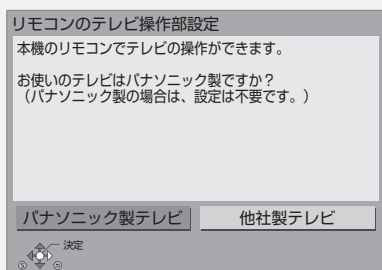 リモコンのテレビ操作部設定
本機のリモコンでテレビの操作ができます。
お使いのテレビはパナソニック製ですか？
（パナソニック製の場合は、設定は不要です。）
パナソニック製テレビ
他社製テレビ
決定
S